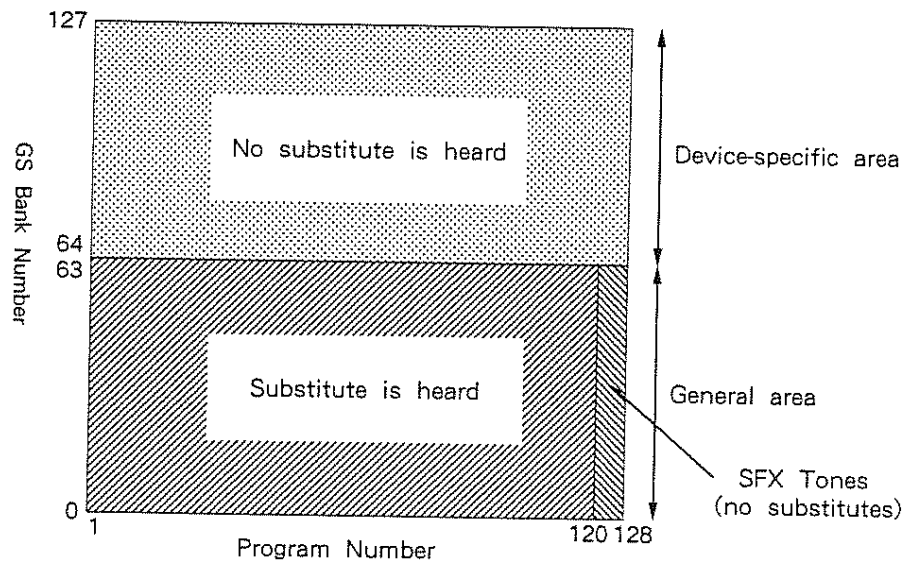 127
No substitute is heard
Device-specific area
GS Bank Number
64
63
Substitute is heard
General area
SFX Tones
(no substitutes)
0
1
120 128
Program Number